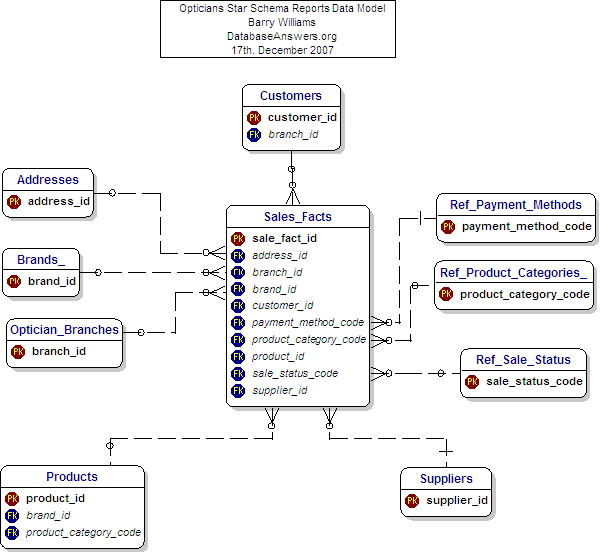 Opticians Star Schema Reports Data Model
Barry Williams
DatabaseAnswers.org
17th. December 2007
Customers
PK customer_id
FK branch_id
Addresses
PK address_id
Brands_
PK brand_id
Optician_Branches
PK branch_id
Sales_Facts
PK sale_fact_id
FK address_id
FK branch_id
FK brand_id
FK customer_id
FK payment_method_code
FK product_category_code
FK product_id
FK sale_status_code
FK supplier_id
Ref_Payment_Methods
PK payment_method_code
Ref_Product_Categories_
PK product_category_code
Ref_Sale_Status
PK sale_status_code
Products
PK product_id
FK brand_id
FK product_category_code
Suppliers
PK supplier_id